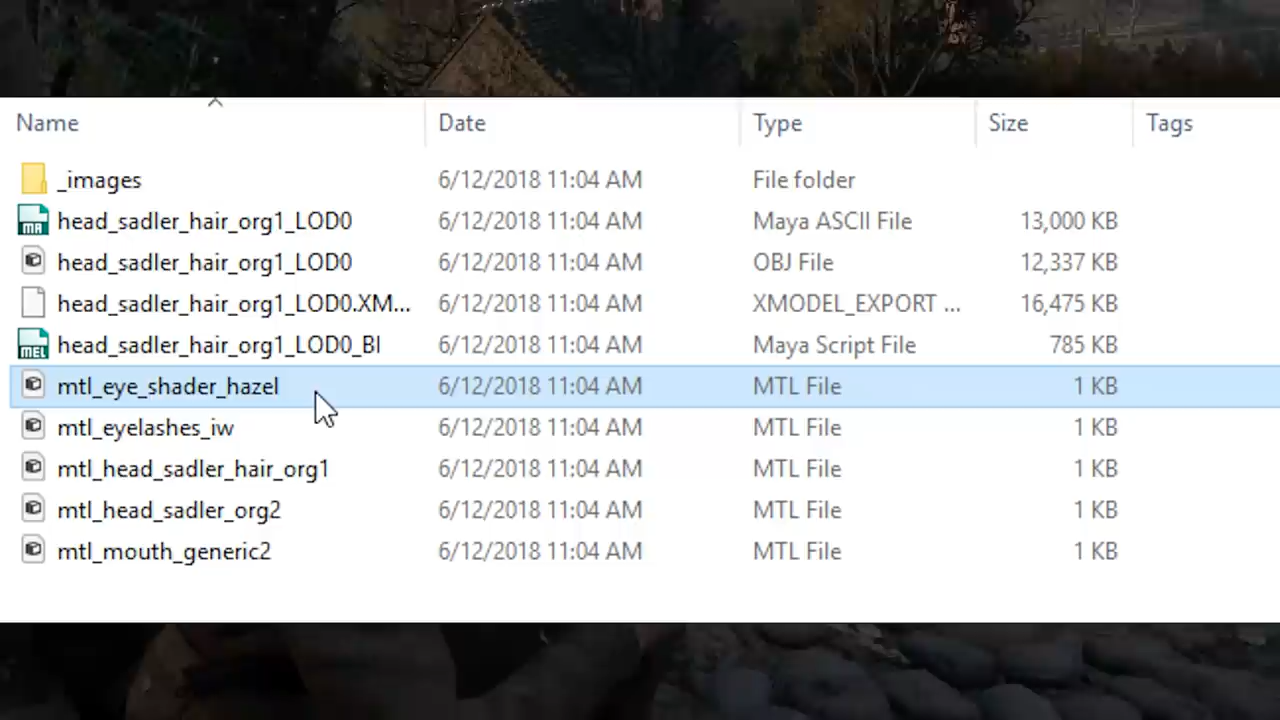 Name Date Type Size Tags
_images 6/12/2018 11:04 AM File folder
MA head_sadler_hair_org1_LOD0 6/12/2018 11:04 AM Maya ASCII File 13,000 KB
head_sadler_hair_org1_LOD0 6/12/2018 11:04 AM OBJ File 12,337 KB
head_sadler_hair_org1_LOD0.XM... 6/12/2018 11:04 AM XMODEL_EXPORT ... 16,475 KB
MEL head_sadler_hair_org1_LOD0_BI 6/12/2018 11:04 AM Maya Script File 785 KB
mtl_eye_shader_hazel 6/12/2018 11:04 AM MTL File 1 KB
mtl_eyelashes_iw 6/12/2018 11:04 AM MTL File 1 KB
mtl_head_sadler_hair_org1 6/12/2018 11:04 AM MTL File 1 KB
mtl_head_sadler_org2 6/12/2018 11:04 AM MTL File 1 KB
mtl_mouth_generic2 6/12/2018 11:04 AM MTL File 1 KB